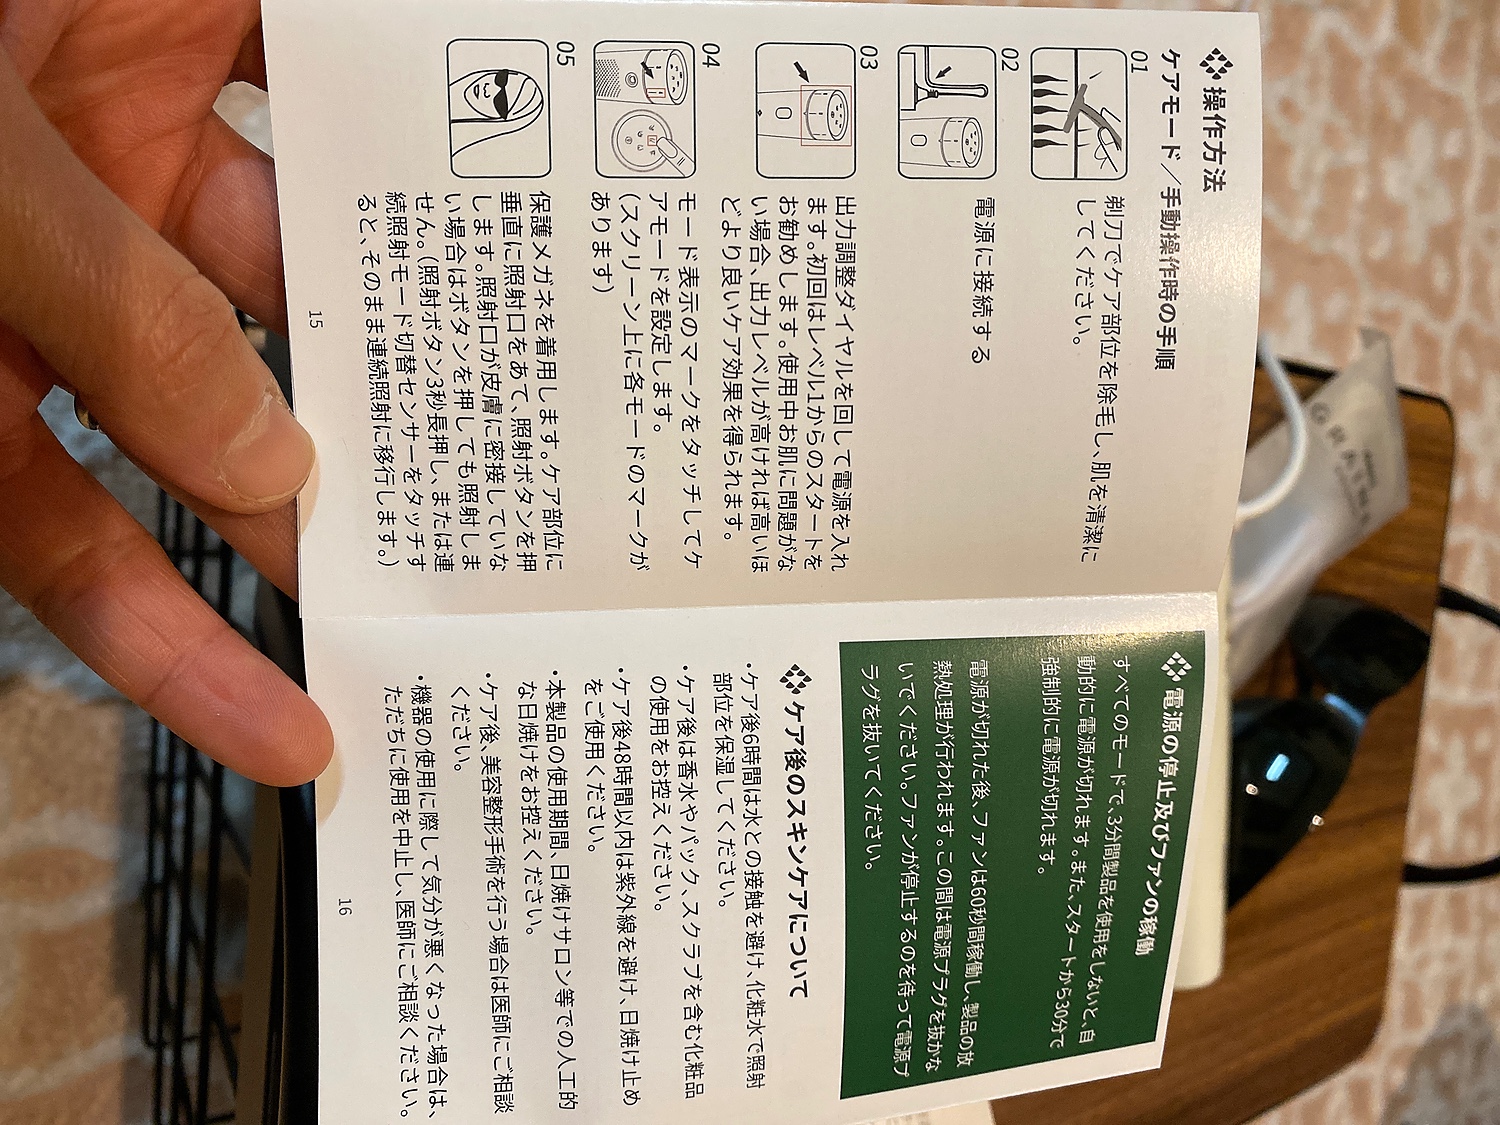 操作方法
ケアモード／手動操作時の手順
01
剃刀でケア部位を除毛し、肌を清潔に
してください。
02
電源に接続する
03
出力調整ダイヤルを回して電源を入れ
ます。初回はレベル1からのスタートを
お勧めします。使用中お肌に問題がな
い場合、出力レベルが高ければ高いほ
どより良いケア効果を得られます。
04
モード表示のマークをタッチしてケ
アモードを設定します。
(スクリーン上に各モードのマークが
あります)
05
保護メガネを着用します。ケア部位に
垂直に照射口をあて、照射ボタンを押
します。照射口が皮膚に密接していな
い場合はボタンを押しても照射しま
せん。(照射ボタン3秒長押し、または連
続照射モード切替センサーをタッチす
ると、そのまま連続照射に移行します。)
15
電源の停止及びファンの稼働
すべてのモードで、3分間製品を使用をしないと、自
動的に電源が切れます。また、スタートから30分で
強制的に電源が切れます。
電源が切れた後、ファンは60秒間稼働し、製品の放
熱処理が行われます。この間は電源プラグを抜かな
いでください。ファンが停止するのを待って電源プ
ラグを抜いてください。
ケア後のスキンケアについて
・ケア後6時間は水との接触を避け、化粧水で照射
部位を保湿してください。
・ケア後は香水やパック、スクラブを含む化粧品
の使用をお控えください。
・ケア後48時間以内は紫外線を避け、日焼け止め
をご使用ください。
・本製品の使用期間、日焼けサロン等での人工的
な日焼けをお控えください。
・ケア後、美容整形手術を行う場合は医師にご相談
ください。
・機器の使用に際して気分が悪くなった場合は、
ただちに使用を中止し、医師にご相談ください。
16